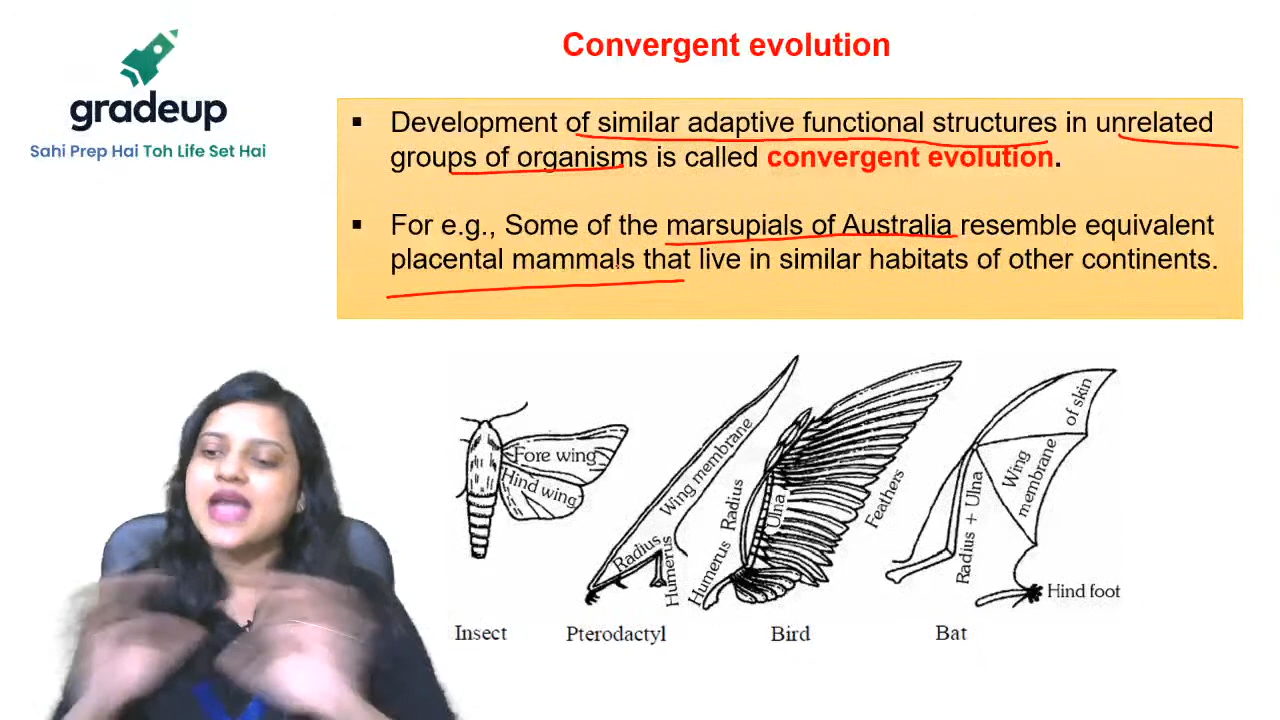 Convergent evolution
gradeup
Sahi Prep Hai Toh Life Set Hai
▪ Development of similar adaptive functional structures in unrelated
groups of organisms is called convergent evolution.
▪ For e.g., Some of the marsupials of Australia resemble equivalent
placental mammals that live in similar habitats of other continents.
Fore wing
Hind wing
Wing membrane
Radius
Humerus
Radius
Ulna
Humerus
Feathers
Radius + Ulna
Wing
membrane
of skin
Hind foot
Insect
Pterodactyl
Bird
Bat